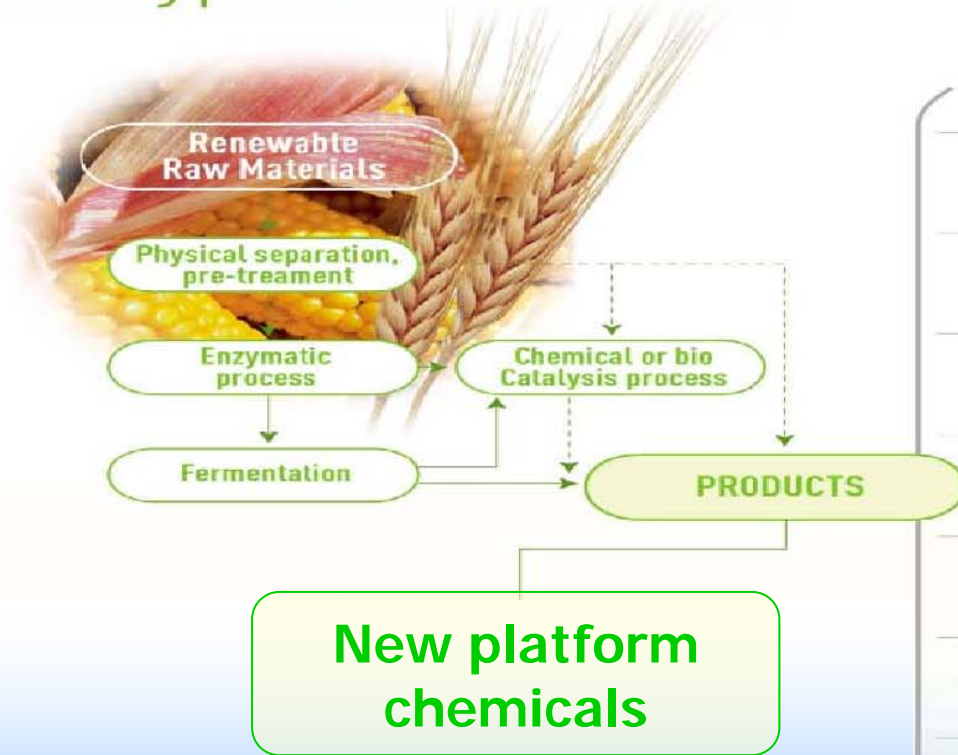 Renewable
Raw Materials
Physical separation,
pre-treament
Enzymatic
process
Chemical or bio
Catalysis process
Fermentation
PRODUCTS
New platform
chemicals